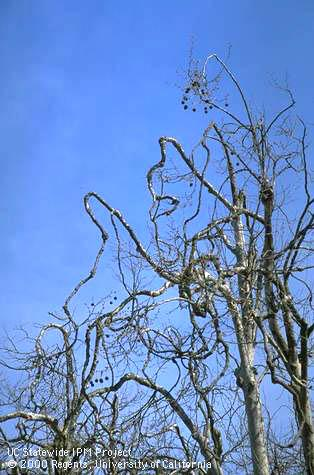 UC Statewide IPM Project
© 2000 Regents, University of California